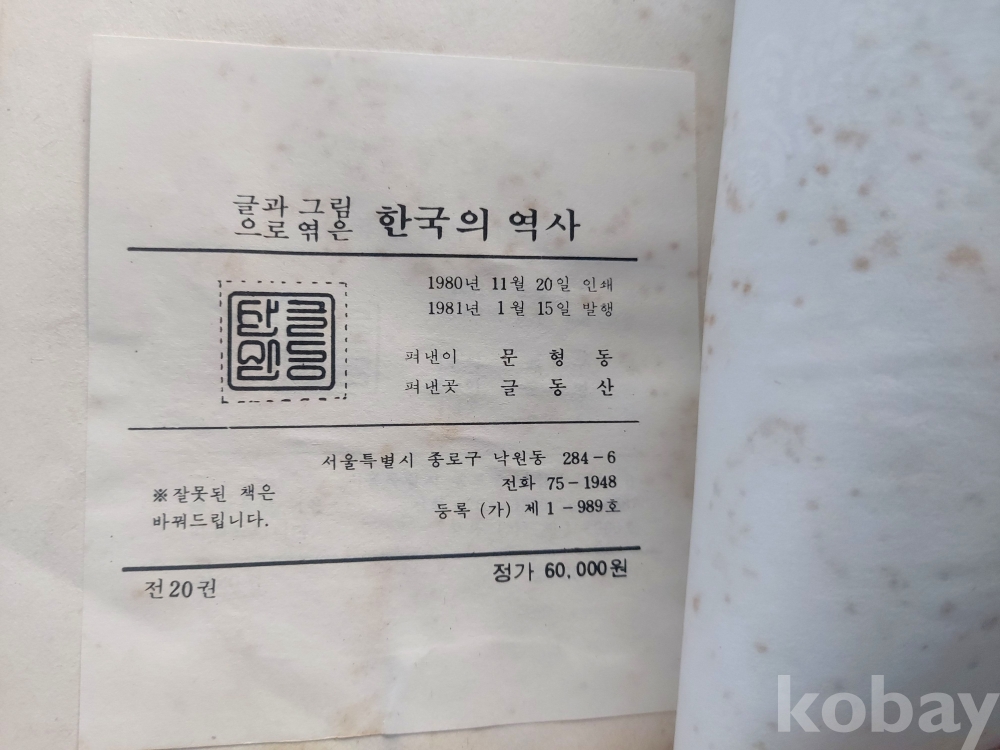 글과 그림
으로 엮은 한국의 역사
1980년 11월 20일 인쇄
1981년 1월 15일 발행
펴낸이 문 형 동
펴낸곳 글 동 산
서울특별시 종로구 낙원동 284-6
전화 75-1948
등록 (가) 제1-989호
※잘못된 책은
바꿔드립니다.
전20권
정가 60,000원
kobay